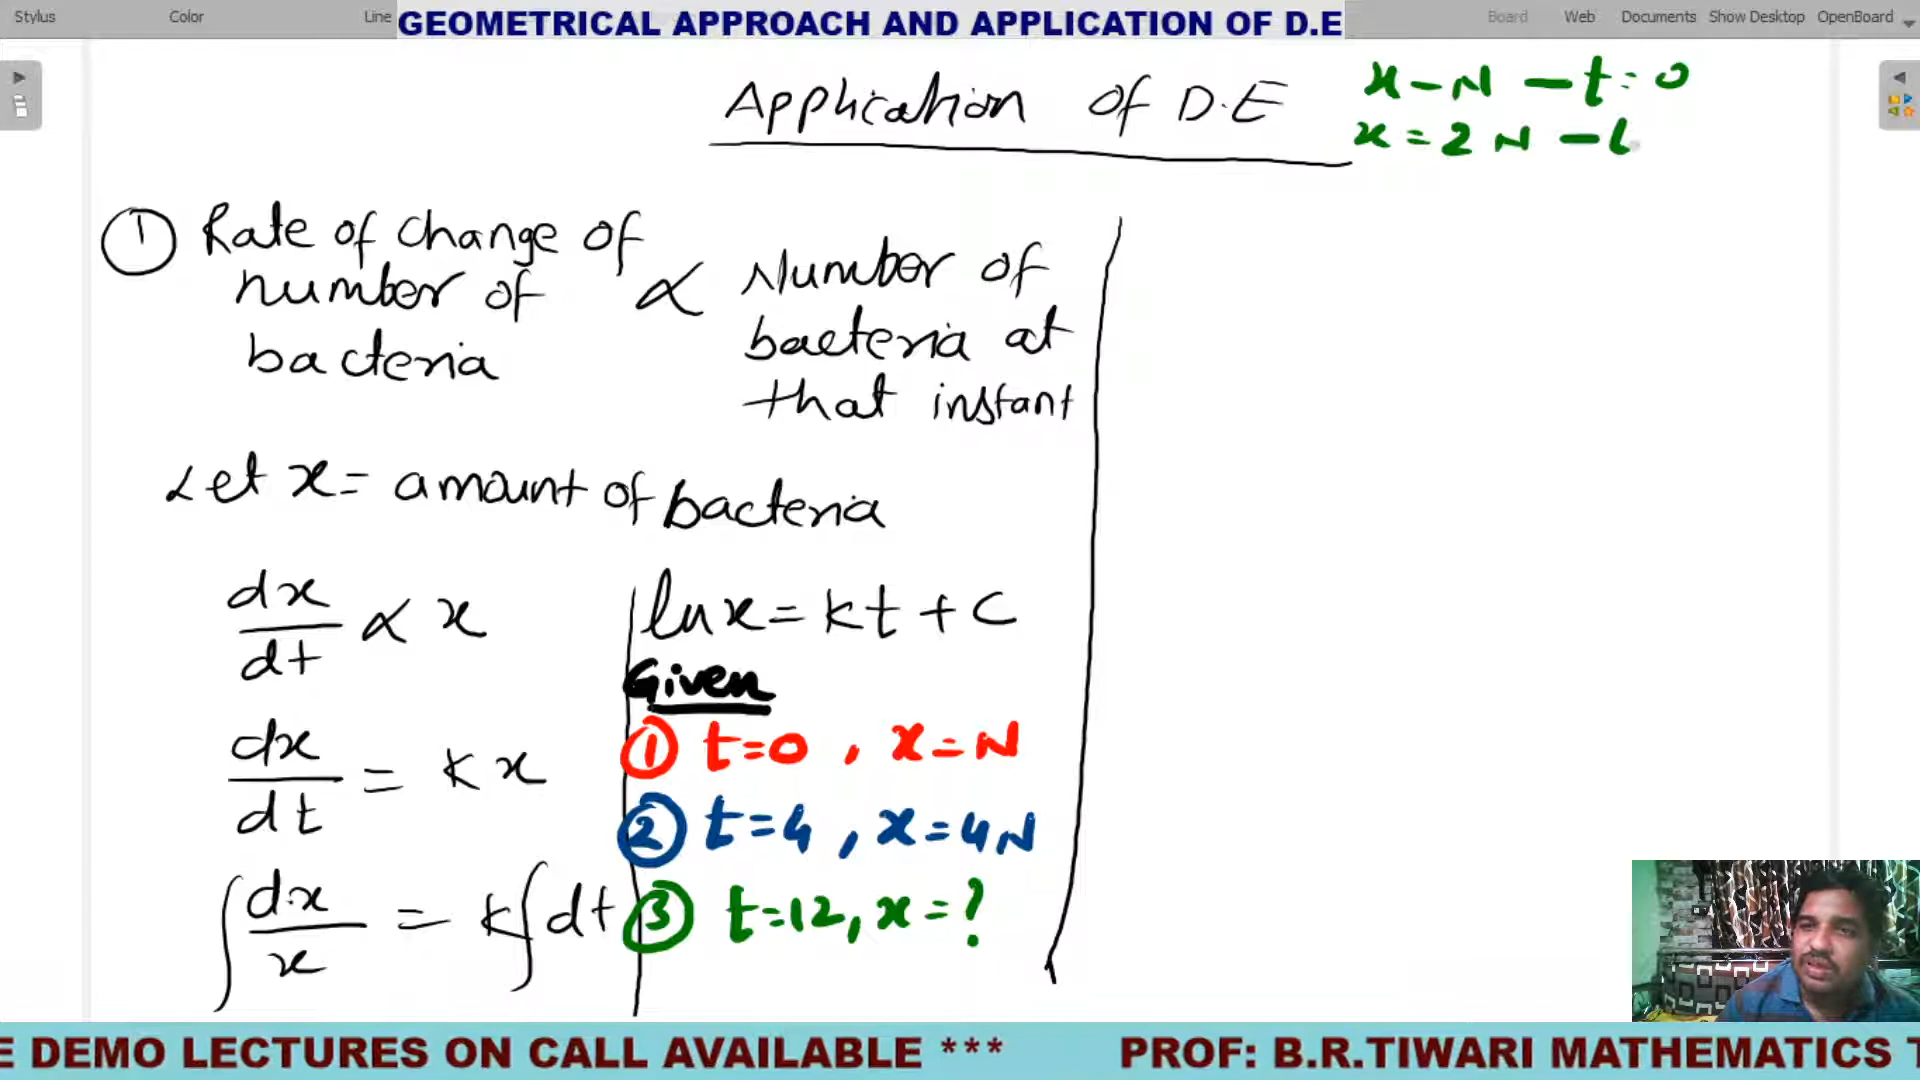 Stylus Color Line Board Web Documents Show Desktop OpenBoard
GEOMETRICAL APPROACH AND APPLICATION OF D.E
Application of D.E
x - N - t = 0
x = 2 N - t
① Rate of change of number of bacteria ∝ Number of bacteria at that instant
Let x = amount of bacteria
dx/dt ∝ x
dx/dt = k x
∫ dx/x = k∫ dt
ln x = kt + c
Given
① t=0 , x=N
② t=4 , x=4N
③ t=12, x=?
E DEMO LECTURES ON CALL AVAILABLE *** PROF: B.R.TIWARI MATHEMATICS T